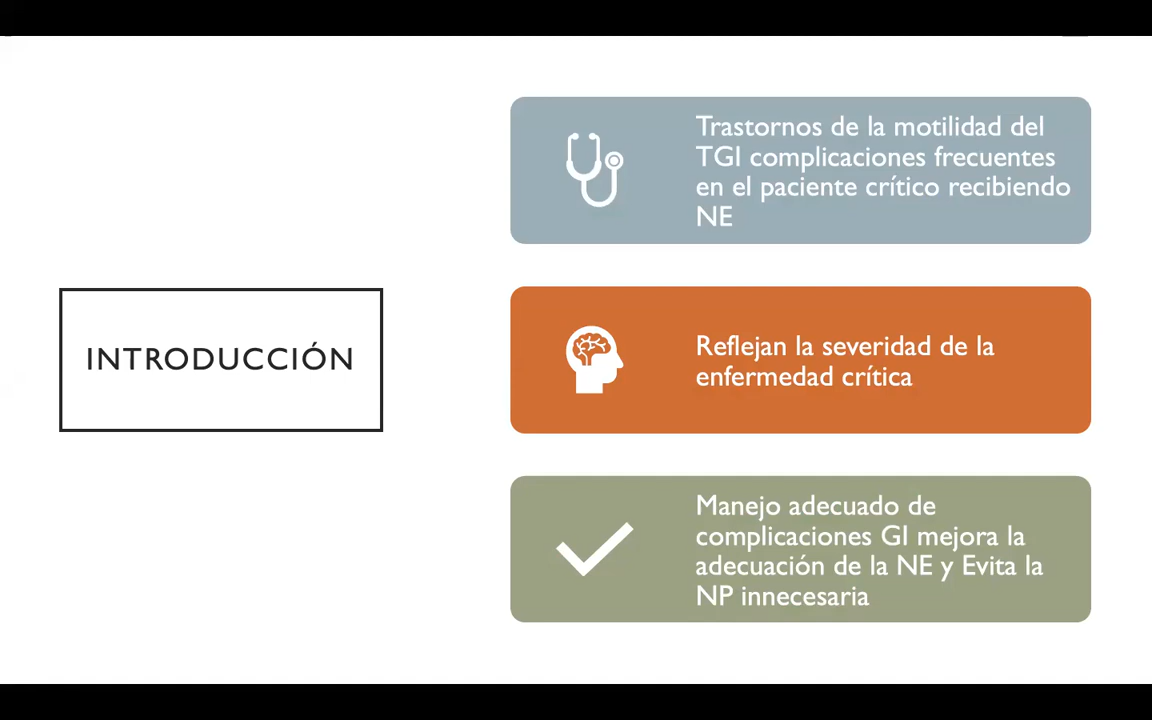 INTRODUCCIÓN
Trastornos de la motilidad del
TGI complicaciones frecuentes
en el paciente crítico recibiendo
NE
Reflejan la severidad de la
enfermedad crítica
Manejo adecuado de
complicaciones GI mejora la
adecuación de la NE y Evita la
NP innecesaria